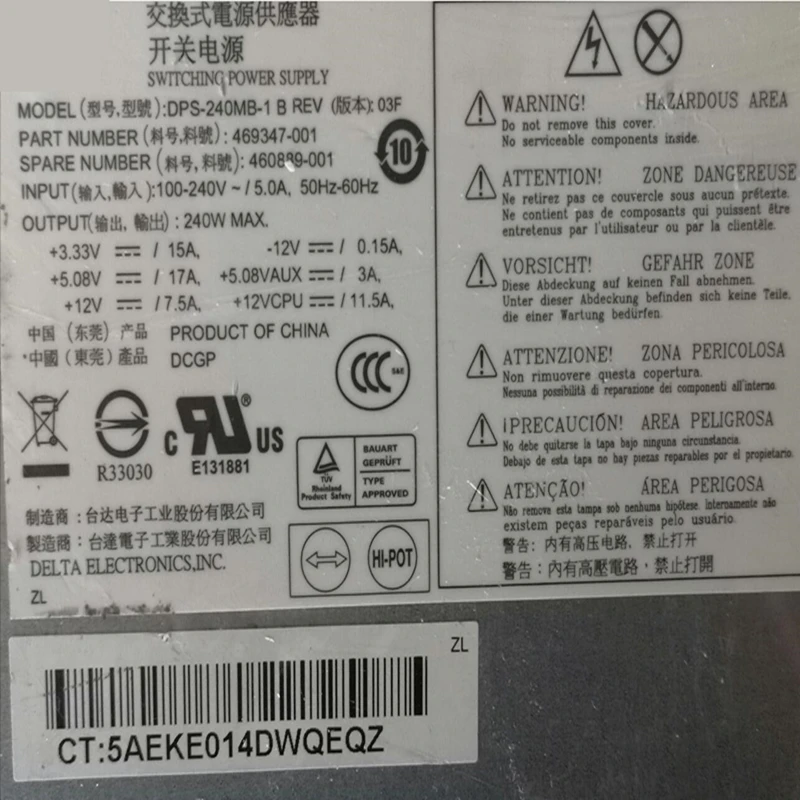 交換式電源供應器
开关电源
SWITCHING POWER SUPPLY
MODEL (型号,型號):DPS-240MB-1 B REV (版本): 03F
PART NUMBER (料号,料號): 469347-001
SPARE NUMBER (料号, 料號): 460889-001
10
INPUT(输入,輸入):100-240V ~ / 5.0A, 50Hz-60Hz
OUTPUT(输出, 輸出) : 240W MAX.
+3.33V / 15A, -12V / 0.15A,
+5.08V / 17A, +5.08VAUX / 3A,
+12V / 7.5A, +12VCPU / 11.5A,
中国 (东莞) 产品 PRODUCT OF CHINA
中國 (東莞) 產品 DCGP
CCC S&E
R33030
c RU ® US
E131881
TÜV
Rheinland
Product Safety
BAUART
GEPRÜFT
TYPE
APPROVED
制造商 : 台达电子工业股份有限公司
製造商 : 台達電子工業股份有限公司
DELTA ELECTRONICS,INC.
HI-POT
ZL
WARNING! HAZARDOUS AREA
Do not remove this cover.
No serviceable components inside.
ATTENTION! ZONE DANGEREUSE
Ne retirez pas ce couvercle sous aucun prétexte.
Ne contient pas de composants qui puissent être
entretenus par l'utilisateur ou par la clientèle.
VORSICHT! GEFAHR ZONE
Diese Abdeckung auf keinen Fall abnehmen.
Unter dieser Abdeckung befinden sich keine Teile,
die einer Wartung bedürfen.
ATTENZIONE! ZONA PERICOLOSA
Non rimuovere questa copertura.
Nessuna possibilità di reparazione dei componenti all'interno
¡PRECAUCIÓN! AREA PELIGROSA
No debe quitarse la tapa bajo ninguna circunstancia.
Debajo de esta tapa no hay piezas reparables por el propietario.
ATENÇÃO! ÁREA PERIGOSA
Não remova esta tampa sob nenhuma hipótese. internamente não
existem peças reparáveis pelo usuário.
警告: 内有高压电路, 禁止打开
警告 : 內有高壓電路, 禁止打開
ZL
CT:5AEKE014DWQEQZ